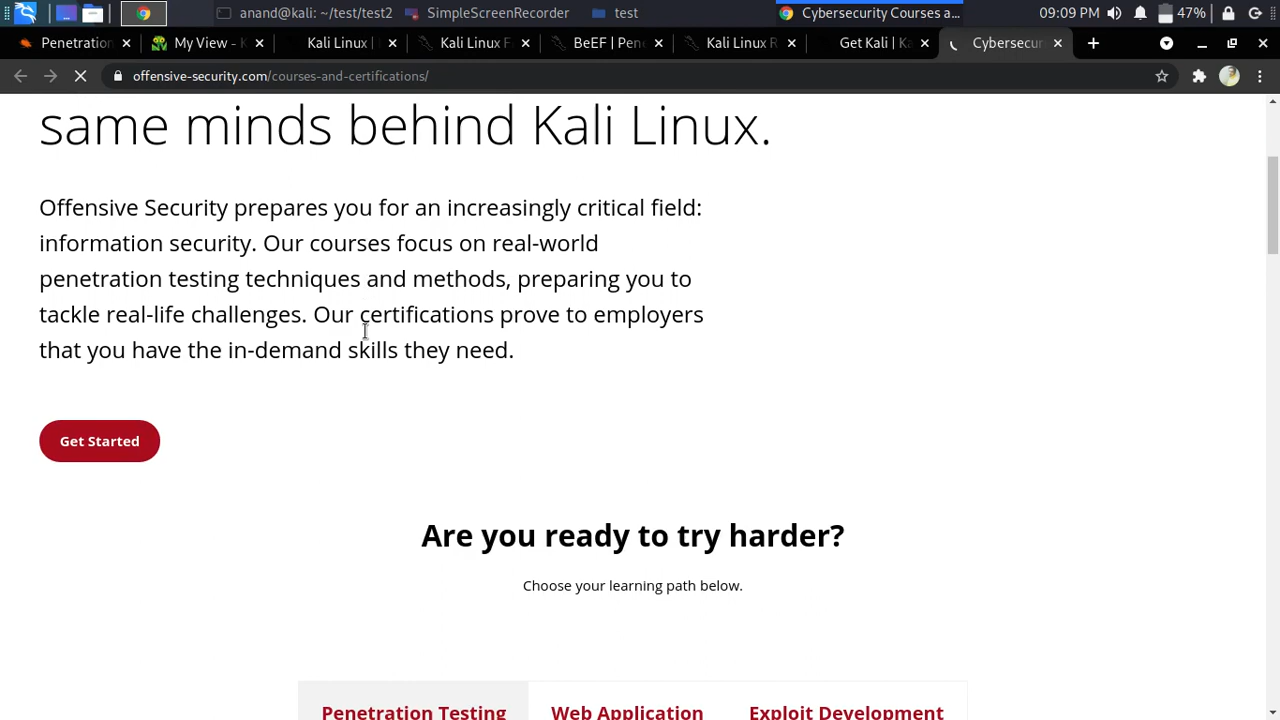 anand@kali: ~/test/test2
SimpleScreenRecorder
test
Cybersecurity Courses a...
09:09 PM
47%
Penetration
My View - K
Kali Linux |
Kali Linux F
BeEF | Pen
Kali Linux R
Get Kali | Ka
Cybersecur
offensive-security.com/courses-and-certifications/
same minds behind Kali Linux.
Offensive Security prepares you for an increasingly critical field:
information security. Our courses focus on real-world
penetration testing techniques and methods, preparing you to
tackle real-life challenges. Our certifications prove to employers
that you have the in-demand skills they need.
Get Started
Are you ready to try harder?
Choose your learning path below.
Penetration Testing
Web Application
Exploit Development